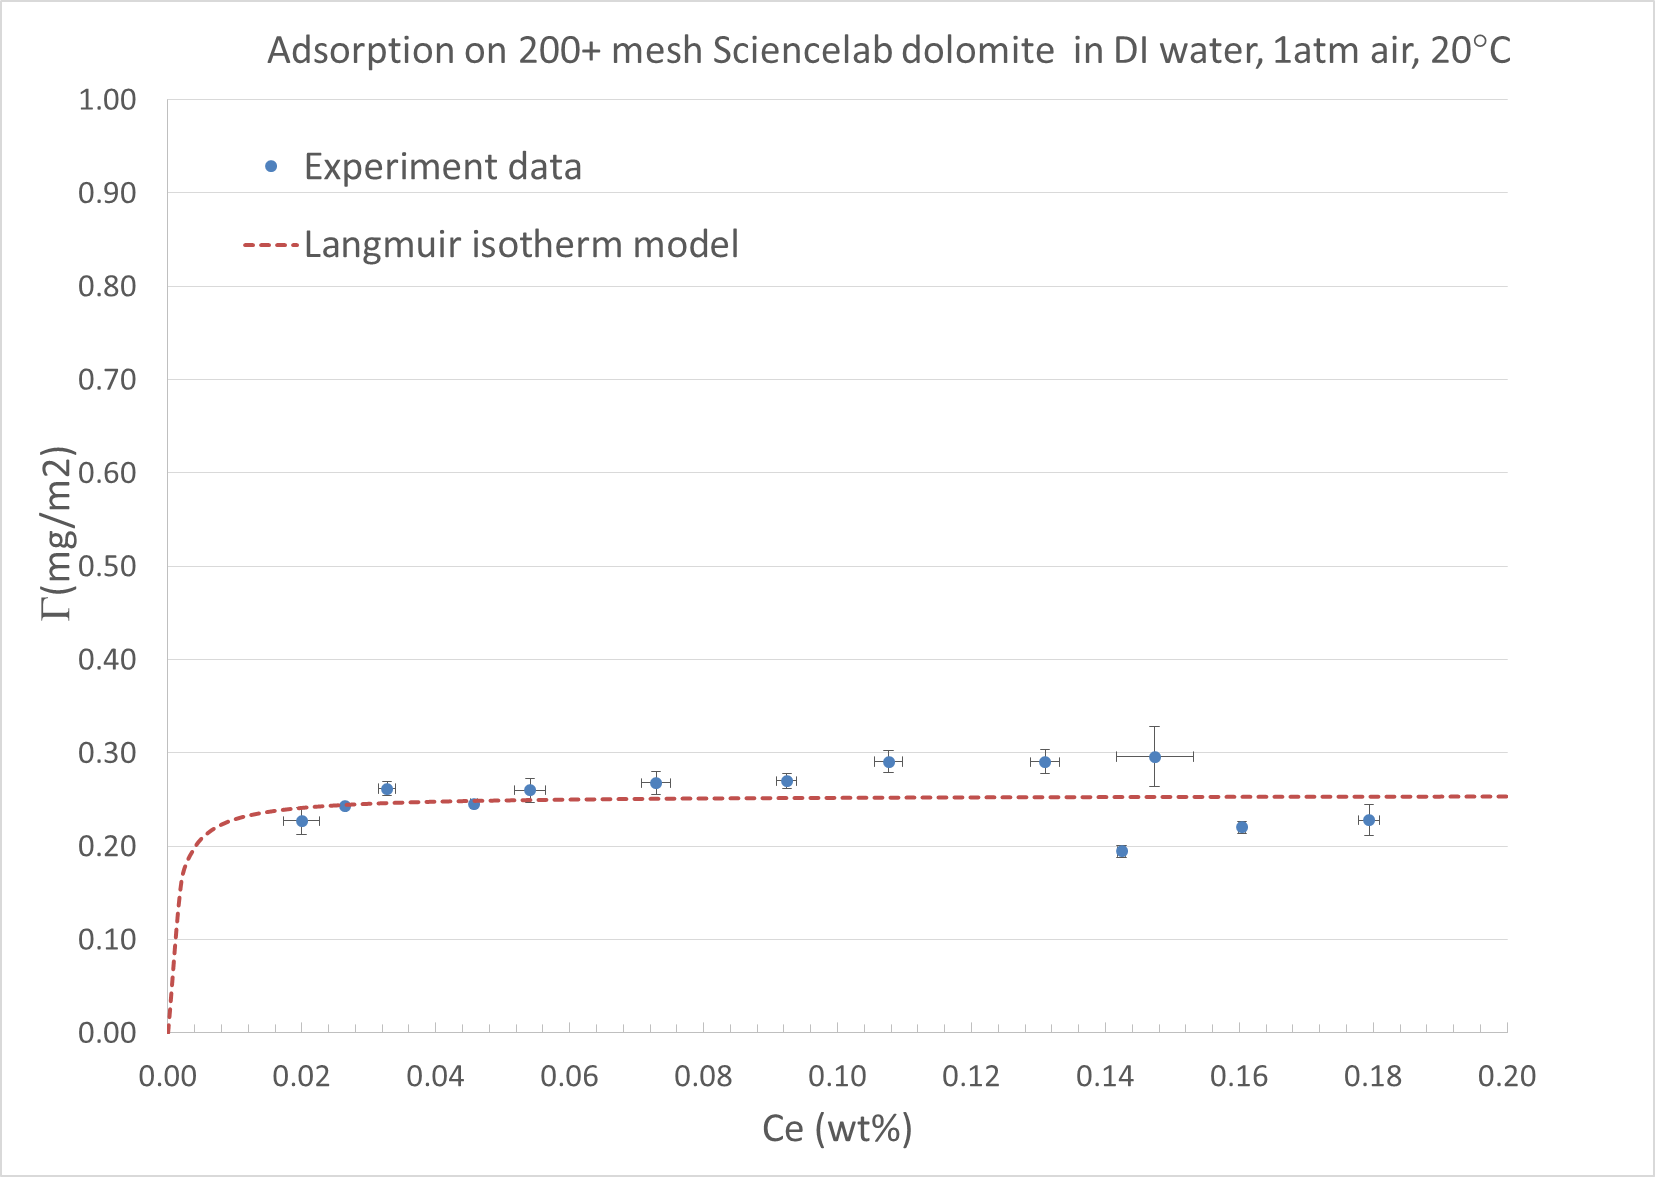 Adsorption on 200+ mesh Sciencelab dolomite in DI water, 1atm air, 20°C
1.00
Experiment data
0.90
Langmuir isotherm model
0.80
0.70
Γ(mg/m2)
0.60
0.50
0.40
0.30
0.20
0.10
0.00
0.00 0.02 0.04 0.06 0.08 0.10 0.12 0.14 0.16 0.18 0.20
Ce (wt%)